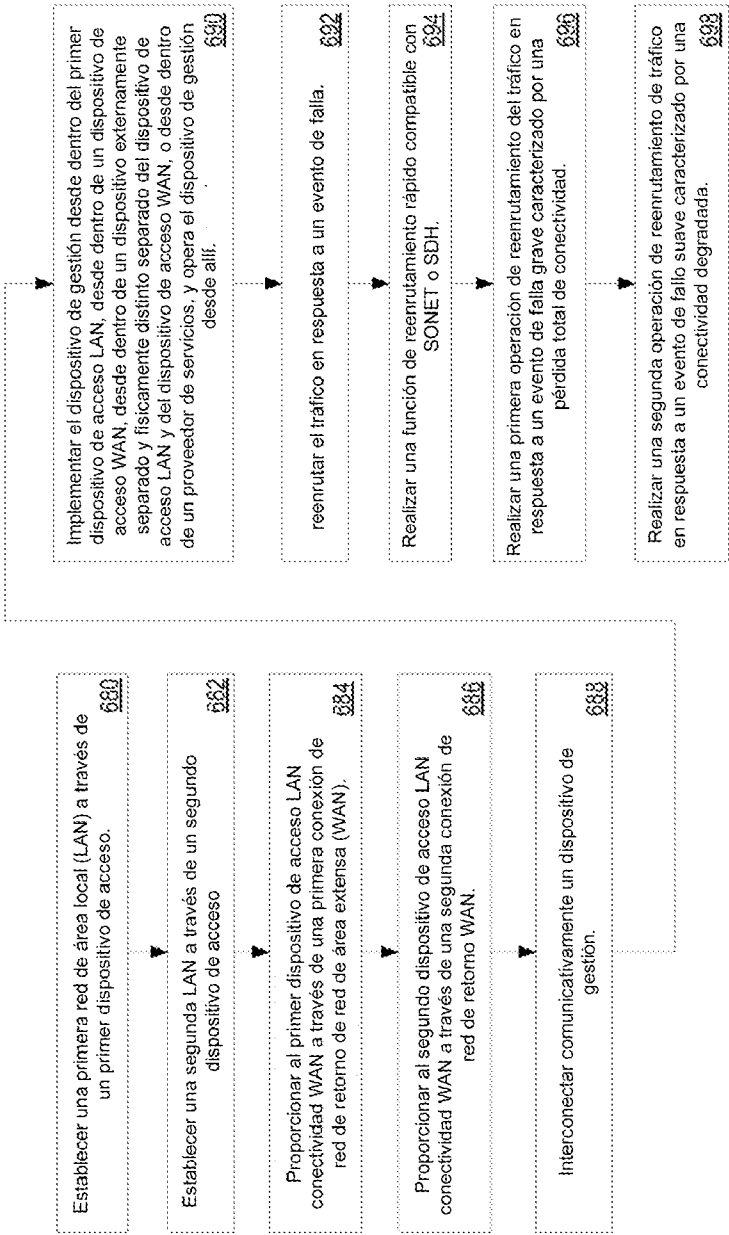 Establecer una primera red de área local (LAN) a través de
un primer dispositivo de acceso.
680
Establecer una segunda LAN a través de un segundo
dispositivo de acceso
682
Proporcionar al primer dispositivo de acceso LAN
conectividad WAN a través de una primera conexión de
red de retorno de red de área extensa (WAN).
684
Proporcionar al segundo dispositivo de acceso LAN
conectividad WAN a través de una segunda conexión de
red de retorno WAN.
686
Interconectar comunicativamente un dispositivo de
gestión.
688
Implementar el dispositivo de gestión desde dentro del primer
dispositivo de acceso LAN, desde dentro de un dispositivo de
acceso WAN, desde dentro de un dispositivo externamente
separado y físicamente distinto separado del dispositivo de
acceso LAN y del dispositivo de acceso WAN, o desde dentro
de un proveedor de servicios, y opera el dispositivo de gestión
desde allí.
690
reenrutar el tráfico en respuesta a un evento de falla.
692
Realizar una función de reenrutamiento rápido compatible con
SONET o SDH.
694
Realizar una primera operación de reenrutamiento del tráfico en
respuesta a un evento de falla grave caracterizado por una
pérdida total de conectividad.
696
Realizar una segunda operación de reenrutamiento de tráfico
en respuesta a un evento de fallo suave caracterizado por una
conectividad degradada.
698